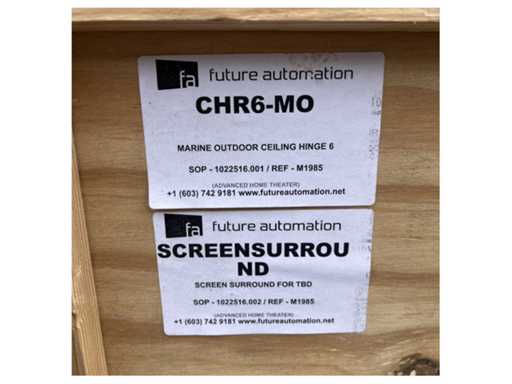 fa future automation
CHR6-MO
MARINE OUTDOOR CEILING HINGE 6
SOP - 1022516.001 / REF - M1985
(ADVANCED HOME THEATER)
+1 (603) 742 9181 www.futureautomation.net
fa future automation
SCREENSURROU
ND
SCREEN SURROUND FOR TBD
SOP - 1022516.002 / REF - M1985
(ADVANCED HOME THEATER)
+1 (603) 742 9181 www.futureautomation.net